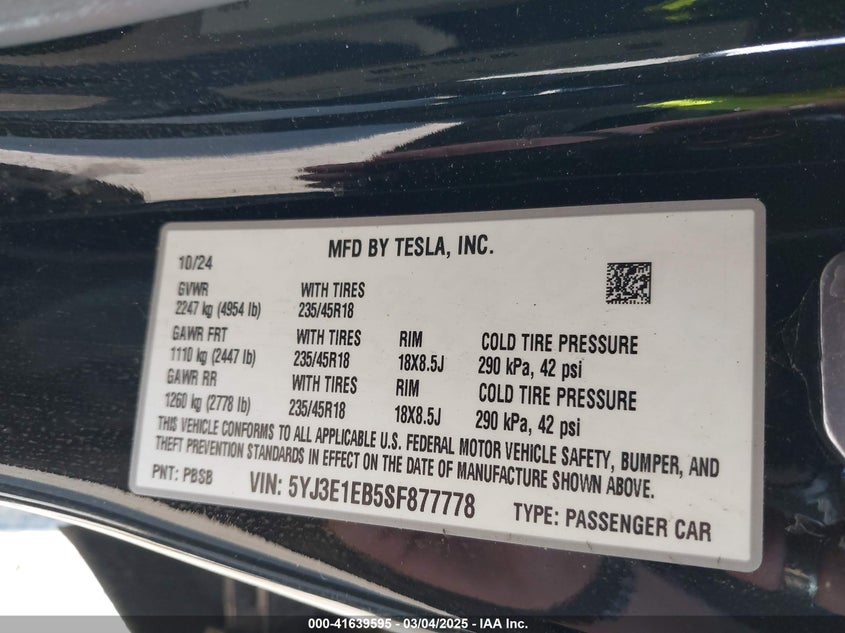 MFD BY TESLA, INC.
10/24
GVWR WITH TIRES
2247 kg (4954 lb) 235/45R18
GAWR FRT WITH TIRES RIM COLD TIRE PRESSURE
1110 kg (2447 lb) 235/45R18 18X8.5J 290 kPa, 42 psi
GAWR RR WITH TIRES RIM COLD TIRE PRESSURE
1260 kg (2778 lb) 235/45R18 18X8.5J 290 kPa, 42 psi
THIS VEHICLE CONFORMS TO ALL APPLICABLE U.S. FEDERAL MOTOR VEHICLE SAFETY, BUMPER, AND
THEFT PREVENTION STANDARDS IN EFFECT ON THE DATE OF MANUFACTURE SHOWN ABOVE.
PNT: PBSB VIN: 5YJ3E1EB5SF877778 TYPE: PASSENGER CAR
000-41639595 - 03/04/2025 - IAA Inc.